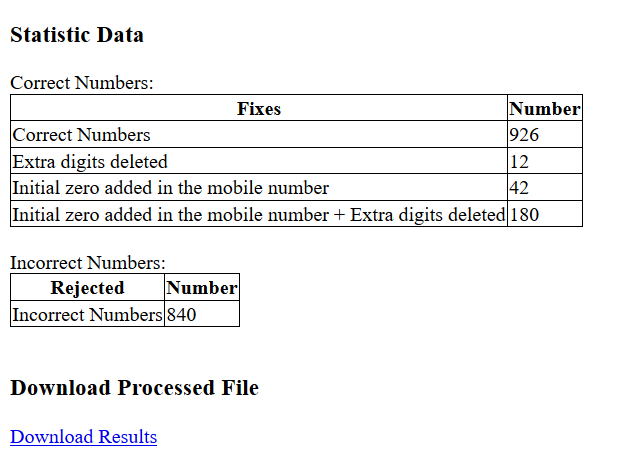 Statistic Data
Correct Numbers:
Fixes Number
Correct Numbers 926
Extra digits deleted 12
Initial zero added in the mobile number 42
Initial zero added in the mobile number + Extra digits deleted 180
Incorrect Numbers:
Rejected Number
Incorrect Numbers 840
Download Processed File
Download Results